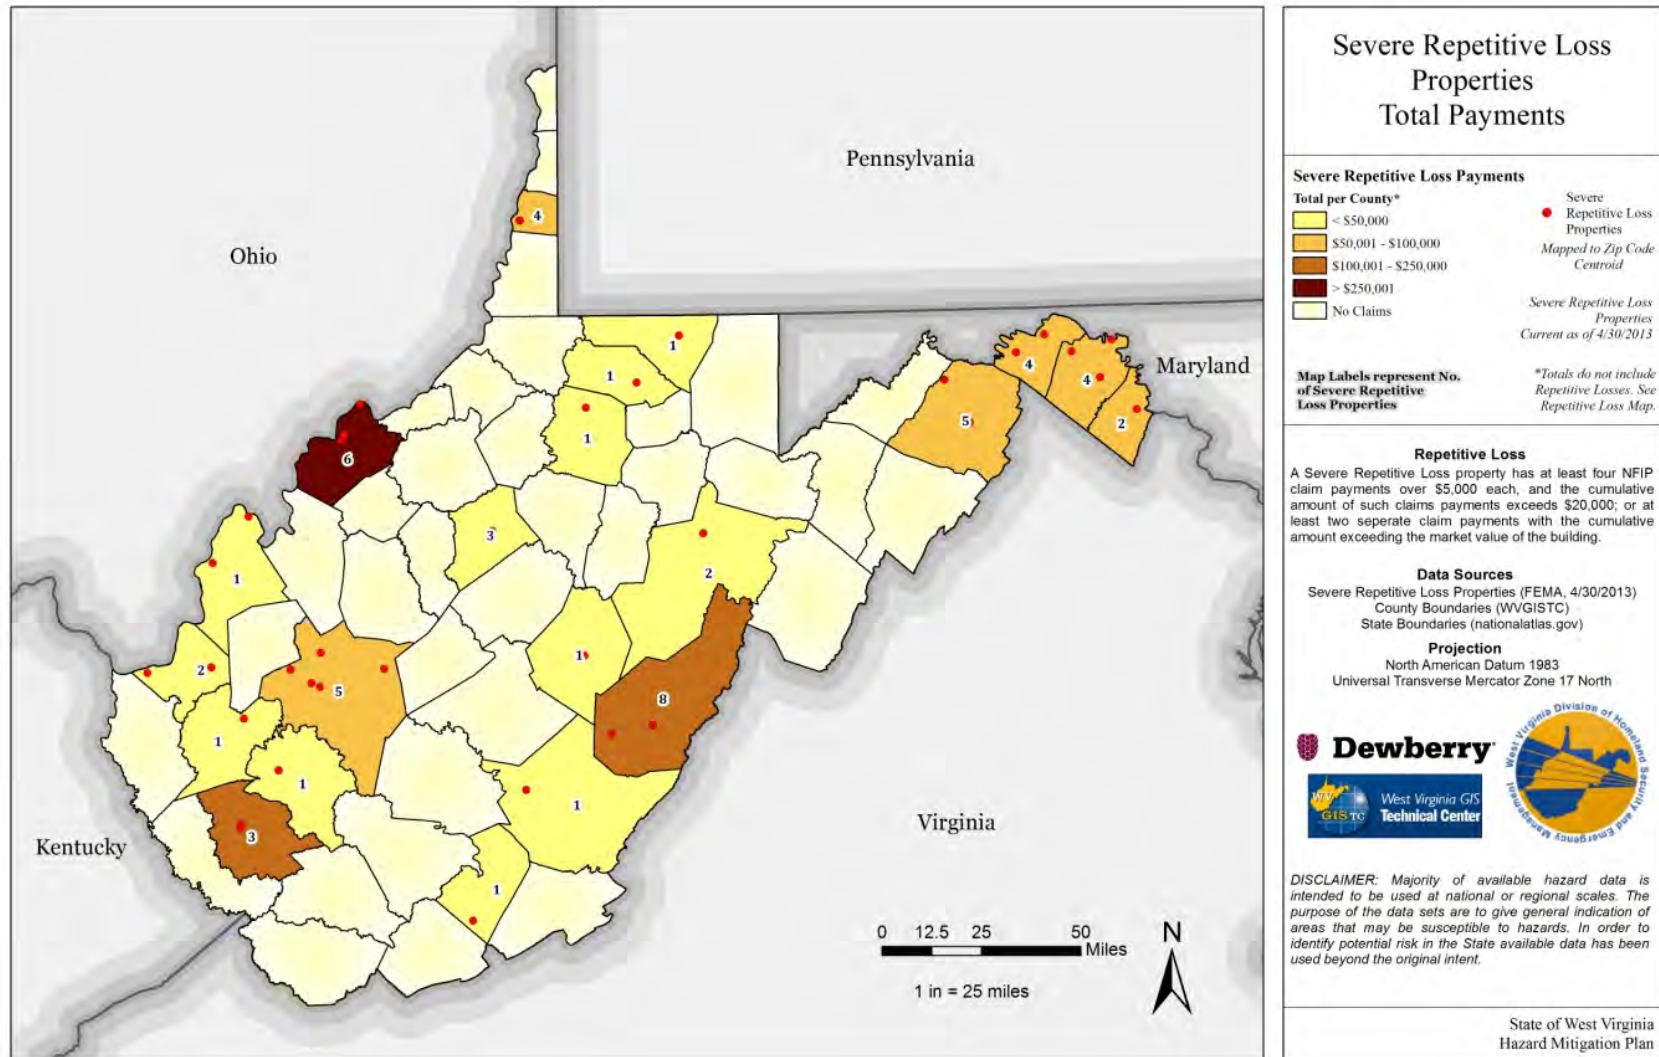 Pennsylvania
Ohio
Maryland
Kentucky
Virginia
4
1
1
1
6
4
4
2
5
3
1
2
2
1
5
8
1
1
3
1
1
0 12.5 25 50
Miles
1 in = 25 miles
N
Severe Repetitive Loss
Properties
Total Payments
Severe Repetitive Loss Payments
Total per County*
< $50,000
$50,001 - $100,000
$100,001 - $250,000
> $250,001
No Claims
Severe
Repetitive Loss
Properties
Mapped to Zip Code
Centroid
Severe Repetitive Loss
Properties
Current as of 4/30/2013
Map Labels represent No.
of Severe Repetitive
Loss Properties
*Totals do not include
Repetitive Losses. See
Repetitive Loss Map.
Repetitive Loss
A Severe Repetitive Loss property has at least four NFIP
claim payments over $5,000 each, and the cumulative
amount of such claims payments exceeds $20,000; or at
least two seperate claim payments with the cumulative
amount exceeding the market value of the building.
Data Sources
Severe Repetitive Loss Properties (FEMA, 4/30/2013)
County Boundaries (WVGISTC)
State Boundaries (nationalatlas.gov)
Projection
North American Datum 1983
Universal Transverse Mercator Zone 17 North
Dewberry
WV
GIS TC
West Virginia GIS
Technical Center
West Virginia Division of Homeland Security and Emergency Management
DISCLAIMER: Majority of available hazard data is
intended to be used at national or regional scales. The
purpose of the data sets are to give general indication of
areas that may be susceptible to hazards. In order to
identify potential risk in the State available data has been
used beyond the original intent.
State of West Virginia
Hazard Mitigation Plan